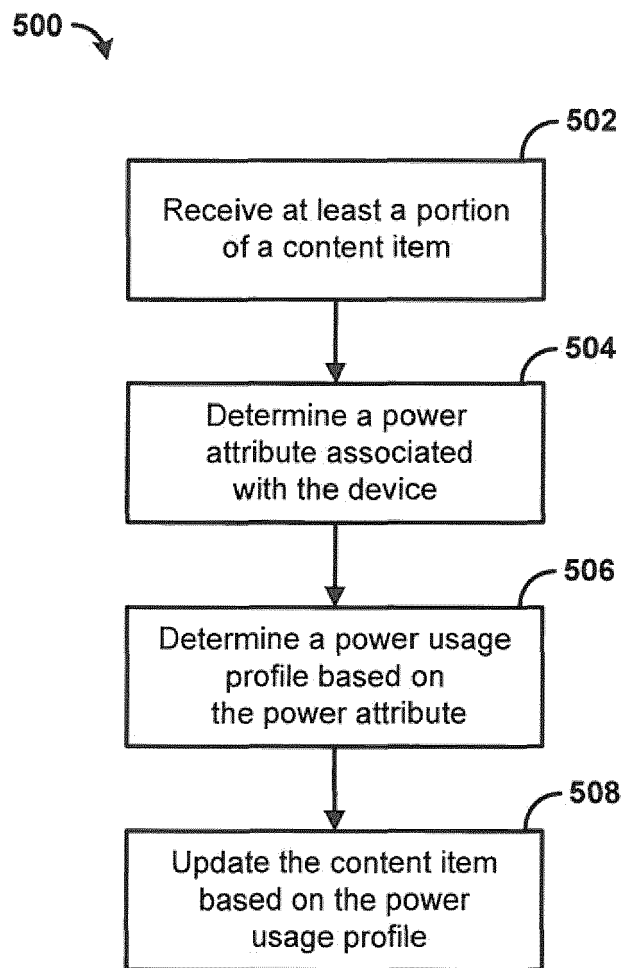 500
502
Receive at least a portion
of a content item
504
Determine a power
attribute associated
with the device
506
Determine a power usage
profile based on
the power attribute
508
Update the content item
based on the power
usage profile